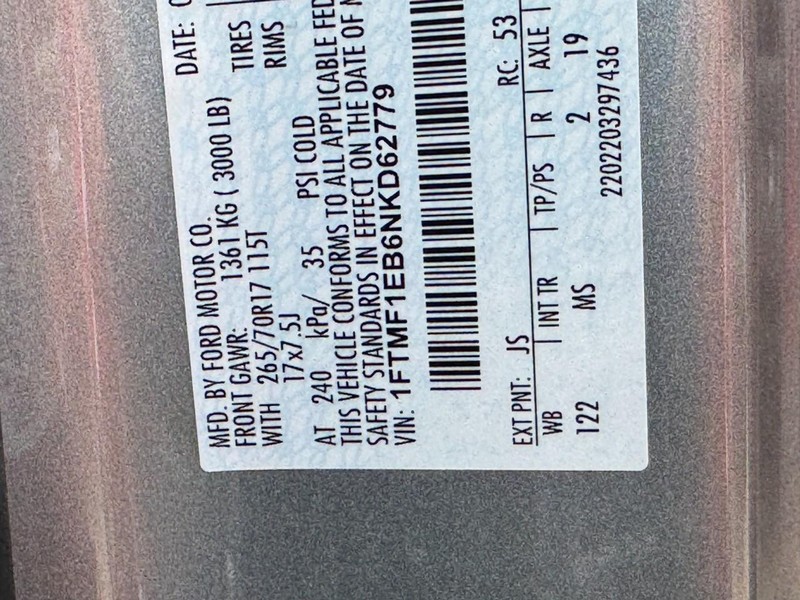 MFD. BY FORD MOTOR CO. DATE:
FRONT GAWR: 1361 KG ( 3000 LB)
WITH 265/70R17 115T TIRES
17x7.5J RIMS
AT 240 kPa/ 35 PSI COLD
THIS VEHICLE CONFORMS TO ALL APPLICABLE FED
SAFETY STANDARDS IN EFFECT ON THE DATE OF
VIN: 1FTMF1EB6NKD62779
EXT PNT: JS RC: 53
WB | INT TR | TP/PS | R | AXLE |
122 MS 2 19
2202203297436